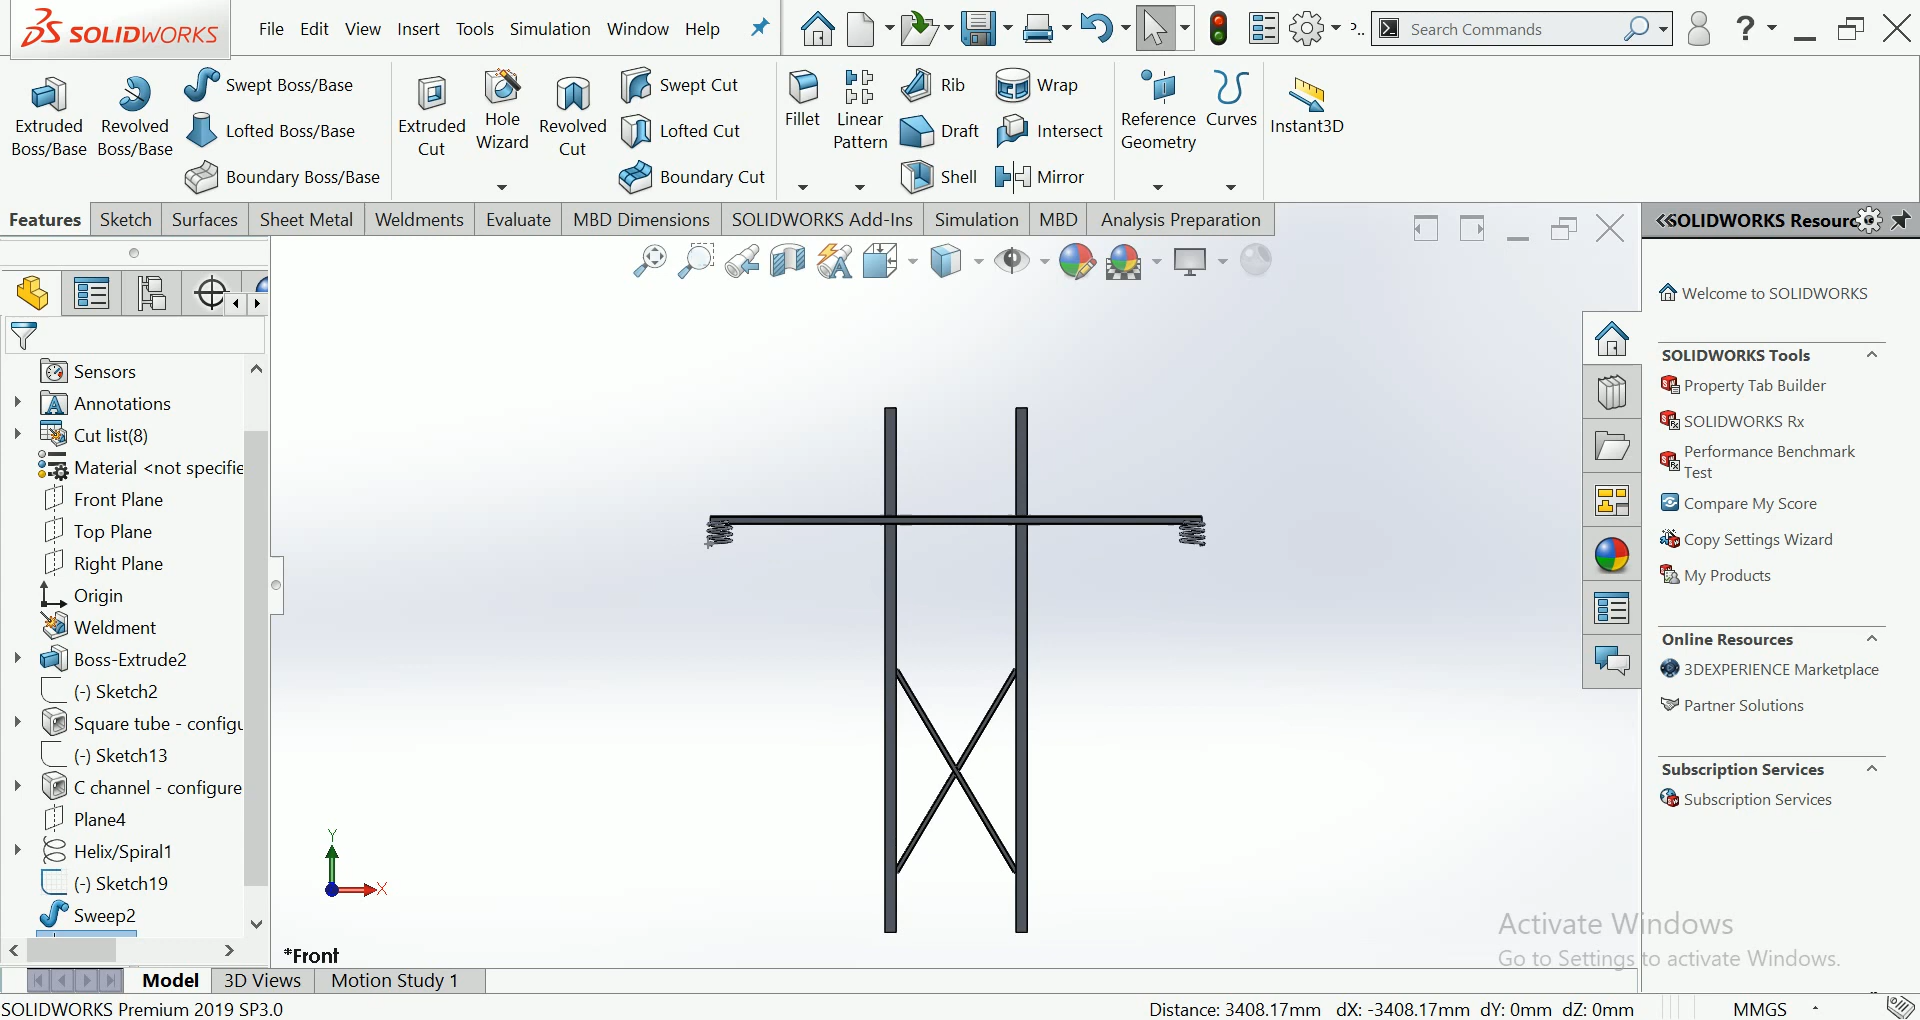 SOLIDWORKS
File Edit View Insert Tools Simulation Window Help
P..
Search Commands
?
Extruded Boss/Base
Revolved Boss/Base
Swept Boss/Base
Lofted Boss/Base
Boundary Boss/Base
Extruded Cut
Hole Wizard
Revolved Cut
Swept Cut
Lofted Cut
Boundary Cut
Fillet
Linear Pattern
Rib
Draft
Shell
Wrap
Intersect
Mirror
Reference Geometry
Curves
Instant3D
Features Sketch Surfaces Sheet Metal Weldments Evaluate MBD Dimensions SOLIDWORKS Add-Ins Simulation MBD Analysis Preparation
Sensors
Annotations
Cut list(8)
Material <not specifie
Front Plane
Top Plane
Right Plane
Origin
Weldment
Boss-Extrude2
(-) Sketch2
Square tube - configu
(-) Sketch13
C channel - configure
Plane4
Helix/Spiral1
(-) Sketch19
Sweep2
Y
X
*Front
SOLIDWORKS Resourc
Welcome to SOLIDWORKS
SOLIDWORKS Tools
Property Tab Builder
SOLIDWORKS Rx
Performance Benchmark
Test
Compare My Score
Copy Settings Wizard
My Products
Online Resources
3DEXPERIENCE Marketplace
Partner Solutions
Subscription Services
Subscription Services
Activate Windows
Go to Settings to activate Windows.
Model 3D Views Motion Study 1
SOLIDWORKS Premium 2019 SP3.0
Distance: 3408.17mm dX: -3408.17mm dY: 0mm dZ: 0mm
MMGS